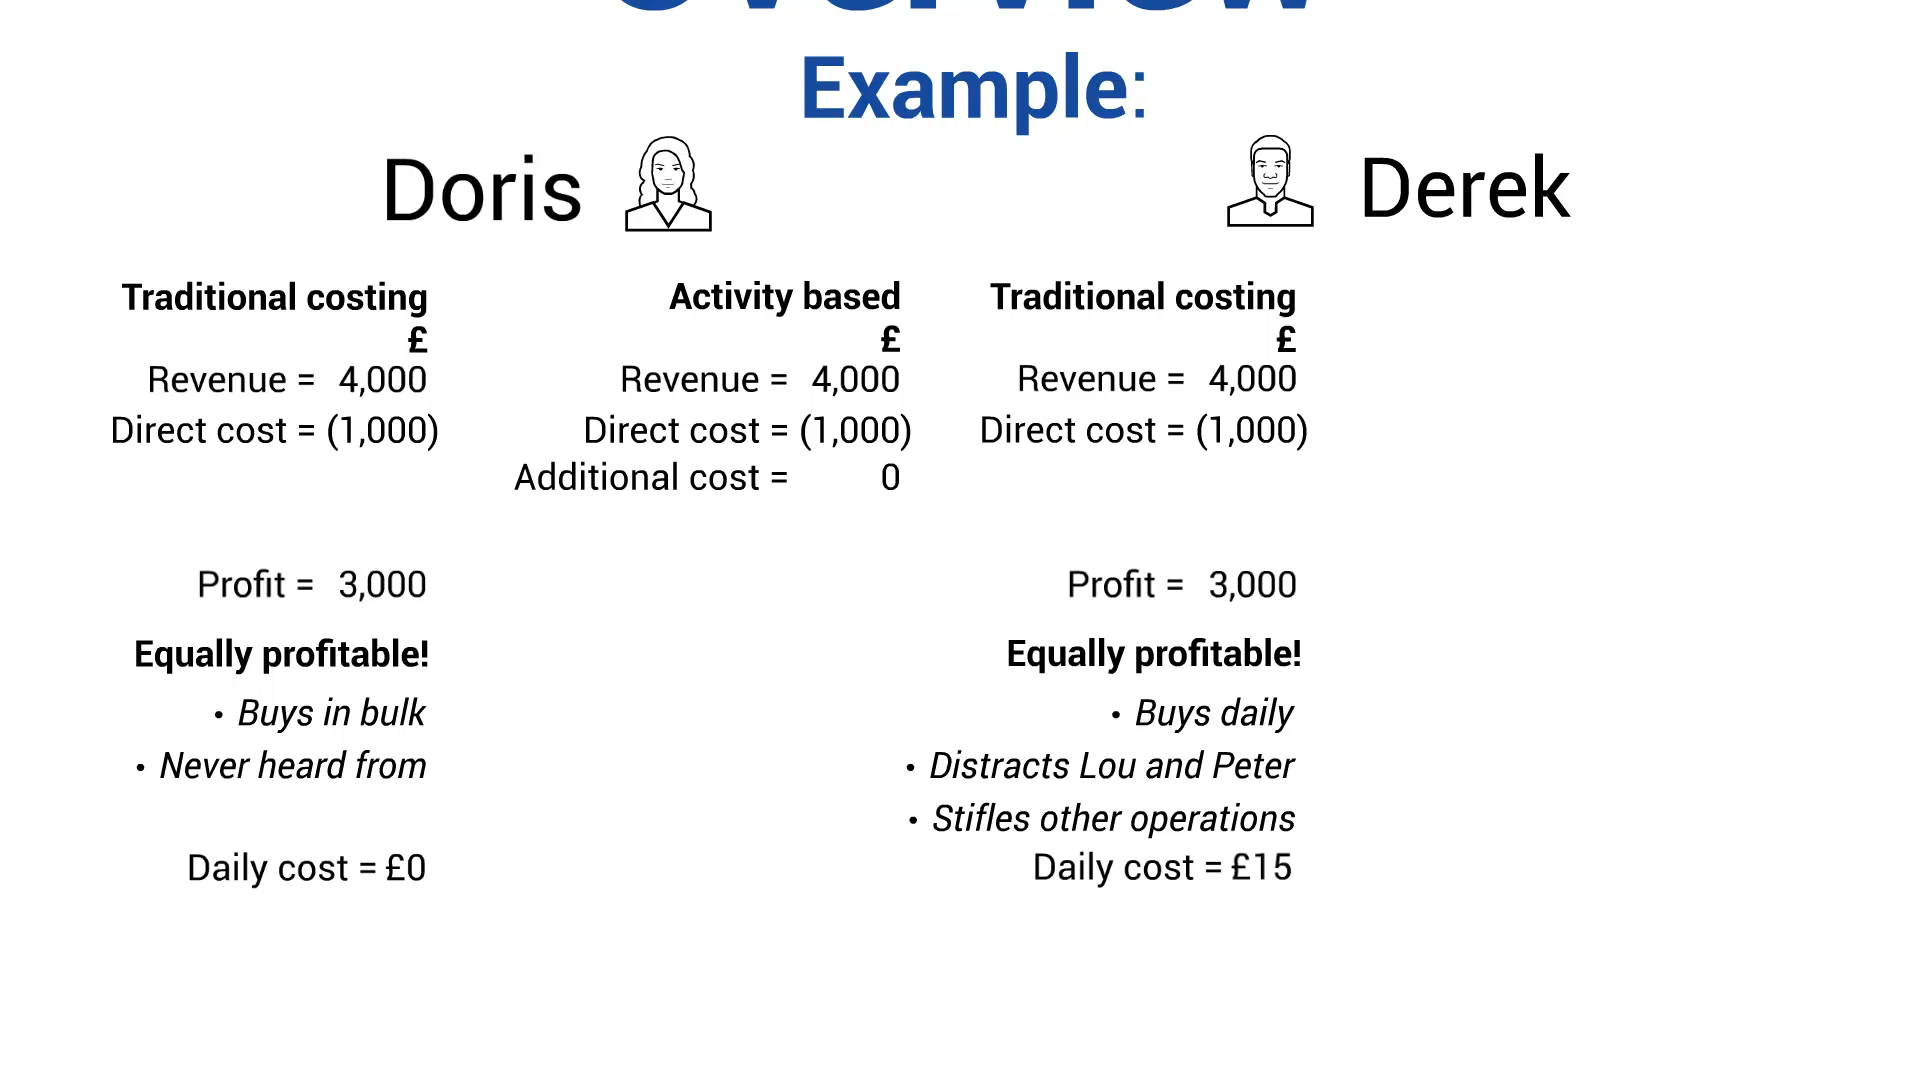 Overview
Example:
Doris
Derek
Traditional costing
£
Revenue = 4,000
Direct cost = (1,000)
Profit = 3,000
Equally profitable!
• Buys in bulk
• Never heard from
Daily cost = £0
Activity based
£
Revenue = 4,000
Direct cost = (1,000)
Additional cost = 0
Traditional costing
£
Revenue = 4,000
Direct cost = (1,000)
Profit = 3,000
Equally profitable!
• Buys daily
• Distracts Lou and Peter
• Stifles other operations
Daily cost = £15